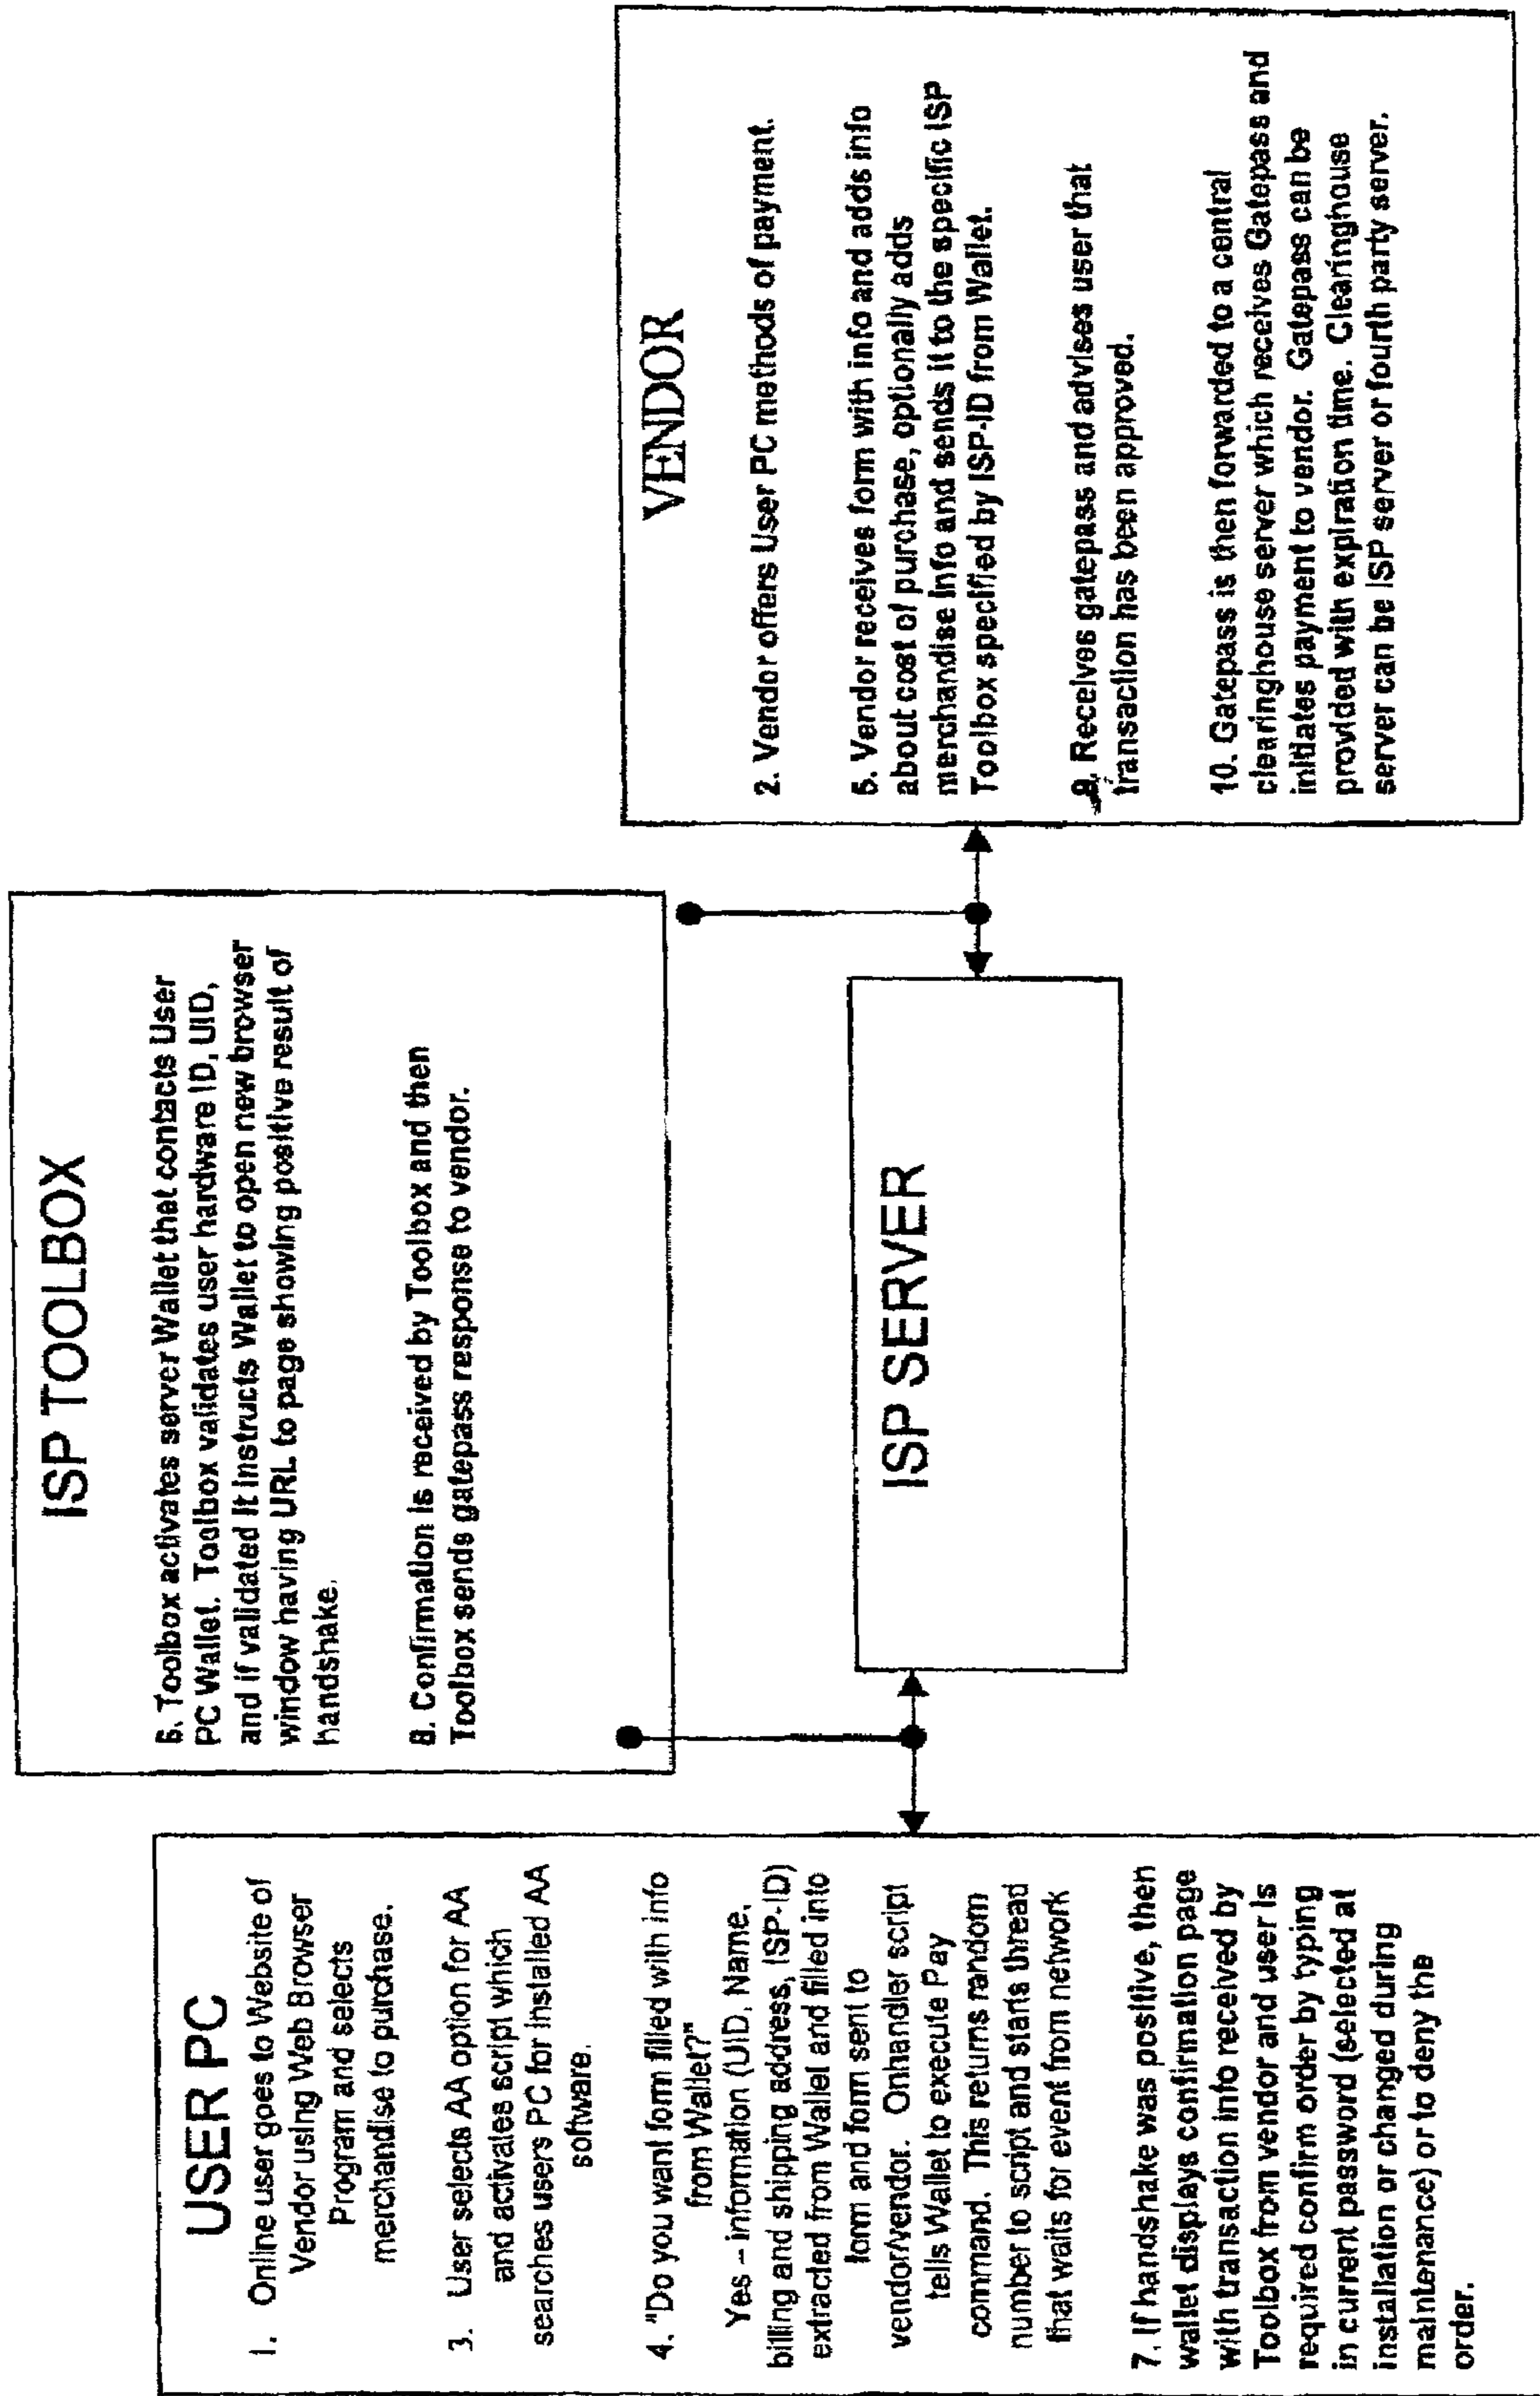 USER PC
1. Online user goes to Website of
Vendor using Web Browser
Program and selects
merchandise to purchase.
3. User selects AA option for AA
and activates script which
searches users PC for installed AA
software.
4. "Do you want form filled with info
from Wallet?"
Yes – information (UID, Name,
billing and shipping address, ISP-ID)
extracted from Wallet and filled into
form and form sent to
vendor/vendor. Onhandler script
tells Wallet to execute Pay
command. This returns random
number to script and starts thread
that waits for event from network
7. If handshake was positive, then
wallet displays confirmation page
with transaction info received by
Toolbox from vendor and user is
required confirm order by typing
in current password (selected at
installation or changed during
maintenance) or to deny the
order.
ISP TOOLBOX
6. Toolbox activates server Wallet that contacts User
PC Wallet. Toolbox validates user hardware ID, UID,
and if validated it instructs Wallet to open new browser
window having URL to page showing positive result of
handshake.
8. Confirmation is received by Toolbox and then
Toolbox sends gatepass response to vendor.
ISP SERVER
VENDOR
2. Vendor offers User PC methods of payment.
5. Vendor receives form with info and adds info
about cost of purchase, optionally adds
merchandise info and sends it to the specific ISP
Toolbox specified by ISP-ID from Wallet.
9. Receives gatepass and advises user that
transaction has been approved.
10. Gatepass is then forwarded to a central
clearinghouse server which receives Gatepass and
initiates payment to vendor. Gatepass can be
provided with expiration time. Clearinghouse
server can be ISP server or fourth party server.